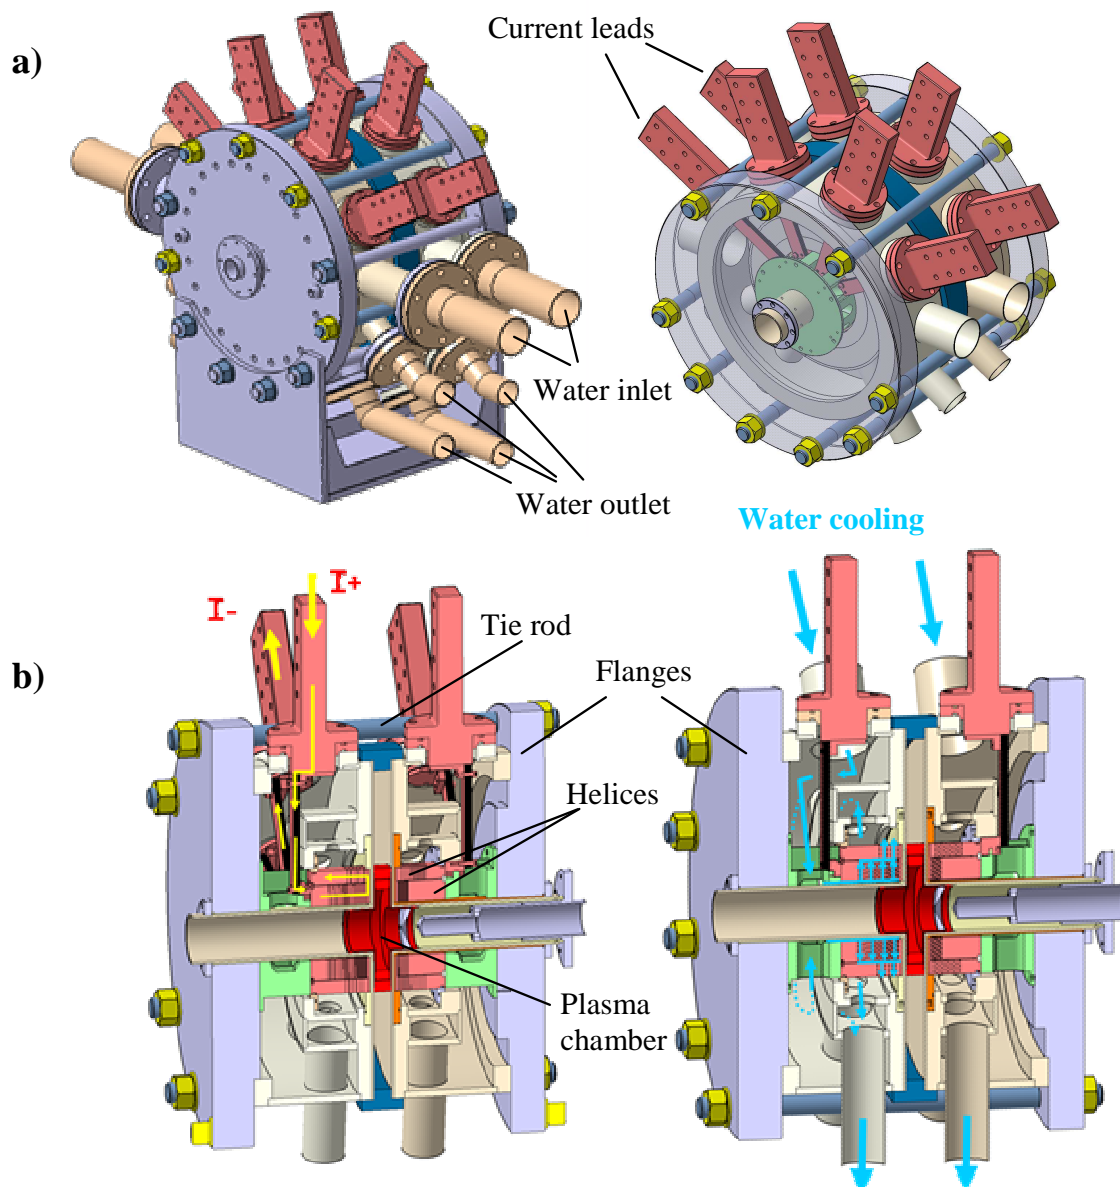 a)
Current leads
Water inlet
Water outlet
Water cooling
b)
I-
I+
Tie rod
Flanges
Helices
Plasma
chamber